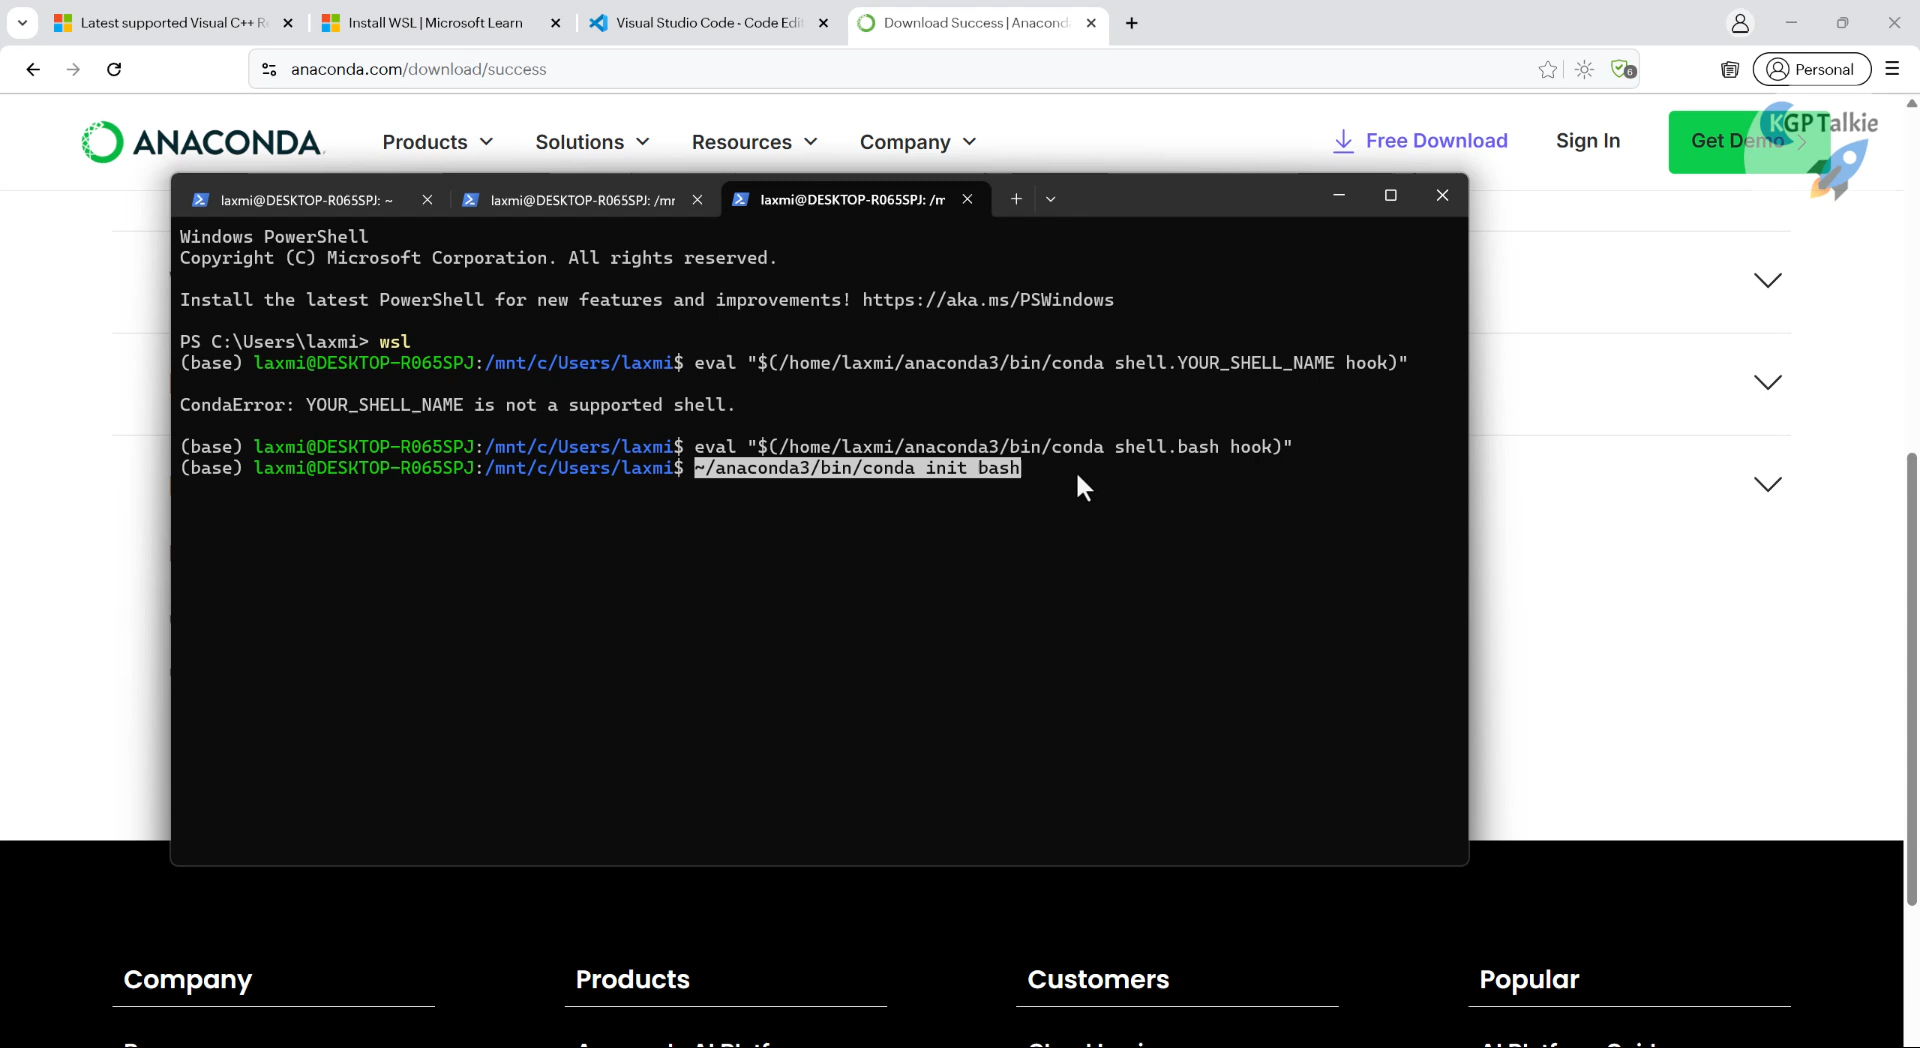 Latest supported Visual C++ Re
Install WSL | Microsoft Learn
Visual Studio Code - Code Edit
Download Success | Anaconda
anaconda.com/download/success
6
Personal
ANACONDA.
Products
Solutions
Resources
Company
Free Download
Sign In
Get Demo
KGPTalkie
laxmi@DESKTOP-R065SPJ: ~
laxmi@DESKTOP-R065SPJ: /mr
laxmi@DESKTOP-R065SPJ: /m
Windows PowerShell
Copyright (C) Microsoft Corporation. All rights reserved.
Install the latest PowerShell for new features and improvements! https://aka.ms/PSWindows
PS C:\Users\laxmi> wsl
(base) laxmi@DESKTOP-R065SPJ:/mnt/c/Users/laxmi$ eval "$(/home/laxmi/anaconda3/bin/conda shell.YOUR_SHELL_NAME hook)"
CondaError: YOUR_SHELL_NAME is not a supported shell.
(base) laxmi@DESKTOP-R065SPJ:/mnt/c/Users/laxmi$ eval "$(/home/laxmi/anaconda3/bin/conda shell.bash hook)"
(base) laxmi@DESKTOP-R065SPJ:/mnt/c/Users/laxmi$ ~/anaconda3/bin/conda init bash
Company
Products
Customers
Popular